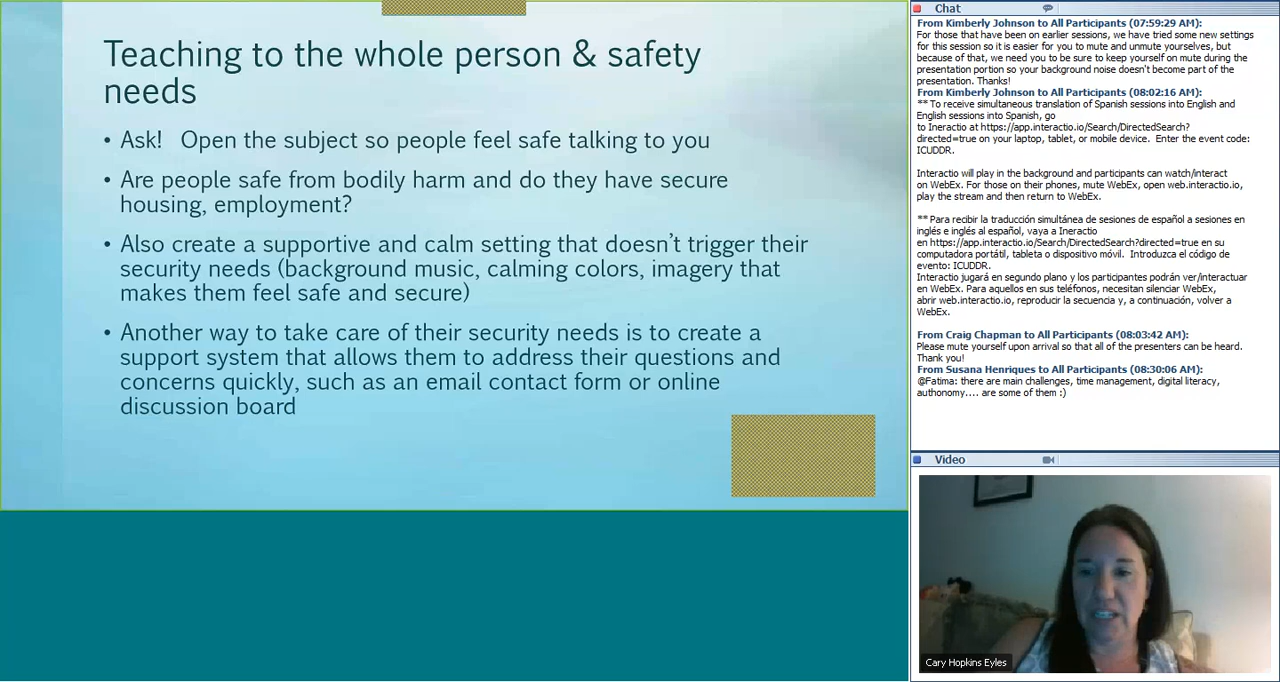 Teaching to the whole person & safety
needs
• Ask!   Open the subject so people feel safe talking to you
• Are people safe from bodily harm and do they have secure
housing, employment?
• Also create a supportive and calm setting that doesn’t trigger their
security needs (background music, calming colors, imagery that
makes them feel safe and secure)
• Another way to take care of their security needs is to create a
support system that allows them to address their questions and
concerns quickly, such as an email contact form or online
discussion board
Chat
From Kimberly Johnson to All Participants (07:59:29 AM):
For those that have been on earlier sessions, we have tried some new settings
for this session so it is easier for you to mute and unmute yourselves, but
because of that, we need you to be sure to keep yourself on mute during the
presentation portion so your background noise doesn't become part of the
presentation. Thanks!
From Kimberly Johnson to All Participants (08:02:16 AM):
** To receive simultaneous translation of Spanish sessions into English and
English sessions into Spanish, go
to Ineractio at https://app.interactio.io/Search/DirectedSearch?
directed=true on your laptop, tablet, or mobile device.  Enter the event code:
ICUDDR.
Interactio will play in the background and participants can watch/interact
on WebEx. For those on their phones, mute WebEx, open web.interactio.io,
play the stream and then return to WebEx.
** Para recibir la traducción simultánea de sesiones de español a sesiones en
inglés e inglés al español, vaya a Ineractio
en https://app.interactio.io/Search/DirectedSearch?directed=true en su
computadora portátil, tableta o dispositivo móvil.  Introduzca el código de
evento: ICUDDR.
Interactio jugará en segundo plano y los participantes podrán ver/interactuar
en WebEx. Para aquellos en sus teléfonos, necesitan silenciar WebEx,
abrir web.interactio.io, reproducir la secuencia y, a continuación, volver a
WebEx.
From Craig Chapman to All Participants (08:03:42 AM):
Please mute yourself upon arrival so that all of the presenters can be heard.
Thank you!
From Susana Henriques to All Participants (08:30:06 AM):
@Fatima: there are main challenges, time management, digital literacy,
authonomy.... are some of them :)
Video
Cary Hopkins Eyles